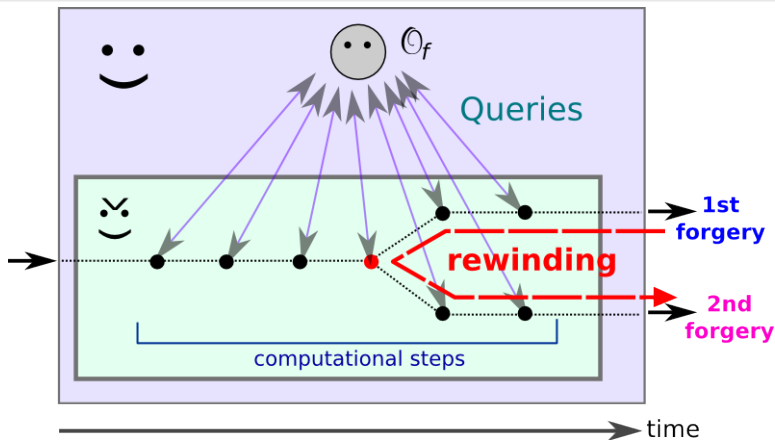 𝒪f
Queries
1st
forgery
rewinding
2nd
forgery
computational steps
time